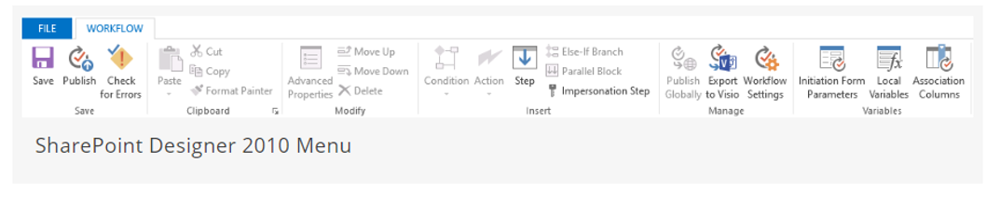 FILE WORKFLOW
Cut Move Up Else-If Branch
Copy Move Down Parallel Block
Save Publish Check Paste Advanced Condition Action Step Publish Export Workflow Initiation Form Local Association
for Errors Format Painter Properties Delete Impersonation Step Globally to Visio Settings Parameters Variables Columns
Save Clipboard Modify Insert Manage Variables
SharePoint Designer 2010 Menu